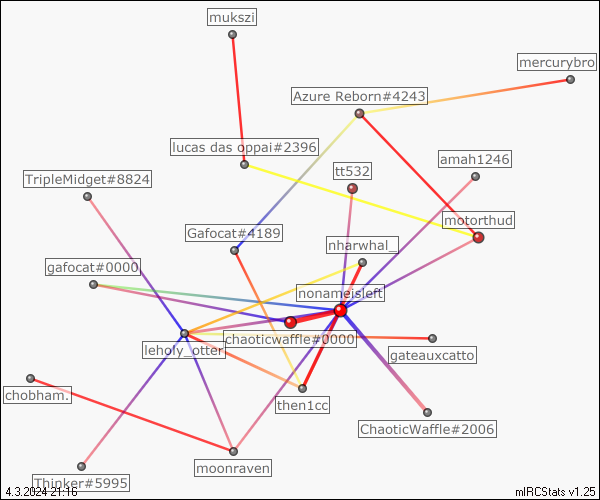 mukszi
mercurybro
Azure Reborn#4243
lucas das oppai#2396
amah1246
tt532
TripleMidget#8824
motorthud
Gafocat#4189
nharwhal_
gafocat#0000
nonameisleft
chaoticwaffle#0000
leholy_otter
gateauxcatto
chobham.
then1cc
ChaoticWaffle#2006
moonraven
Thinker#5995
4.3.2024 21:16
mIRCStats v1.25